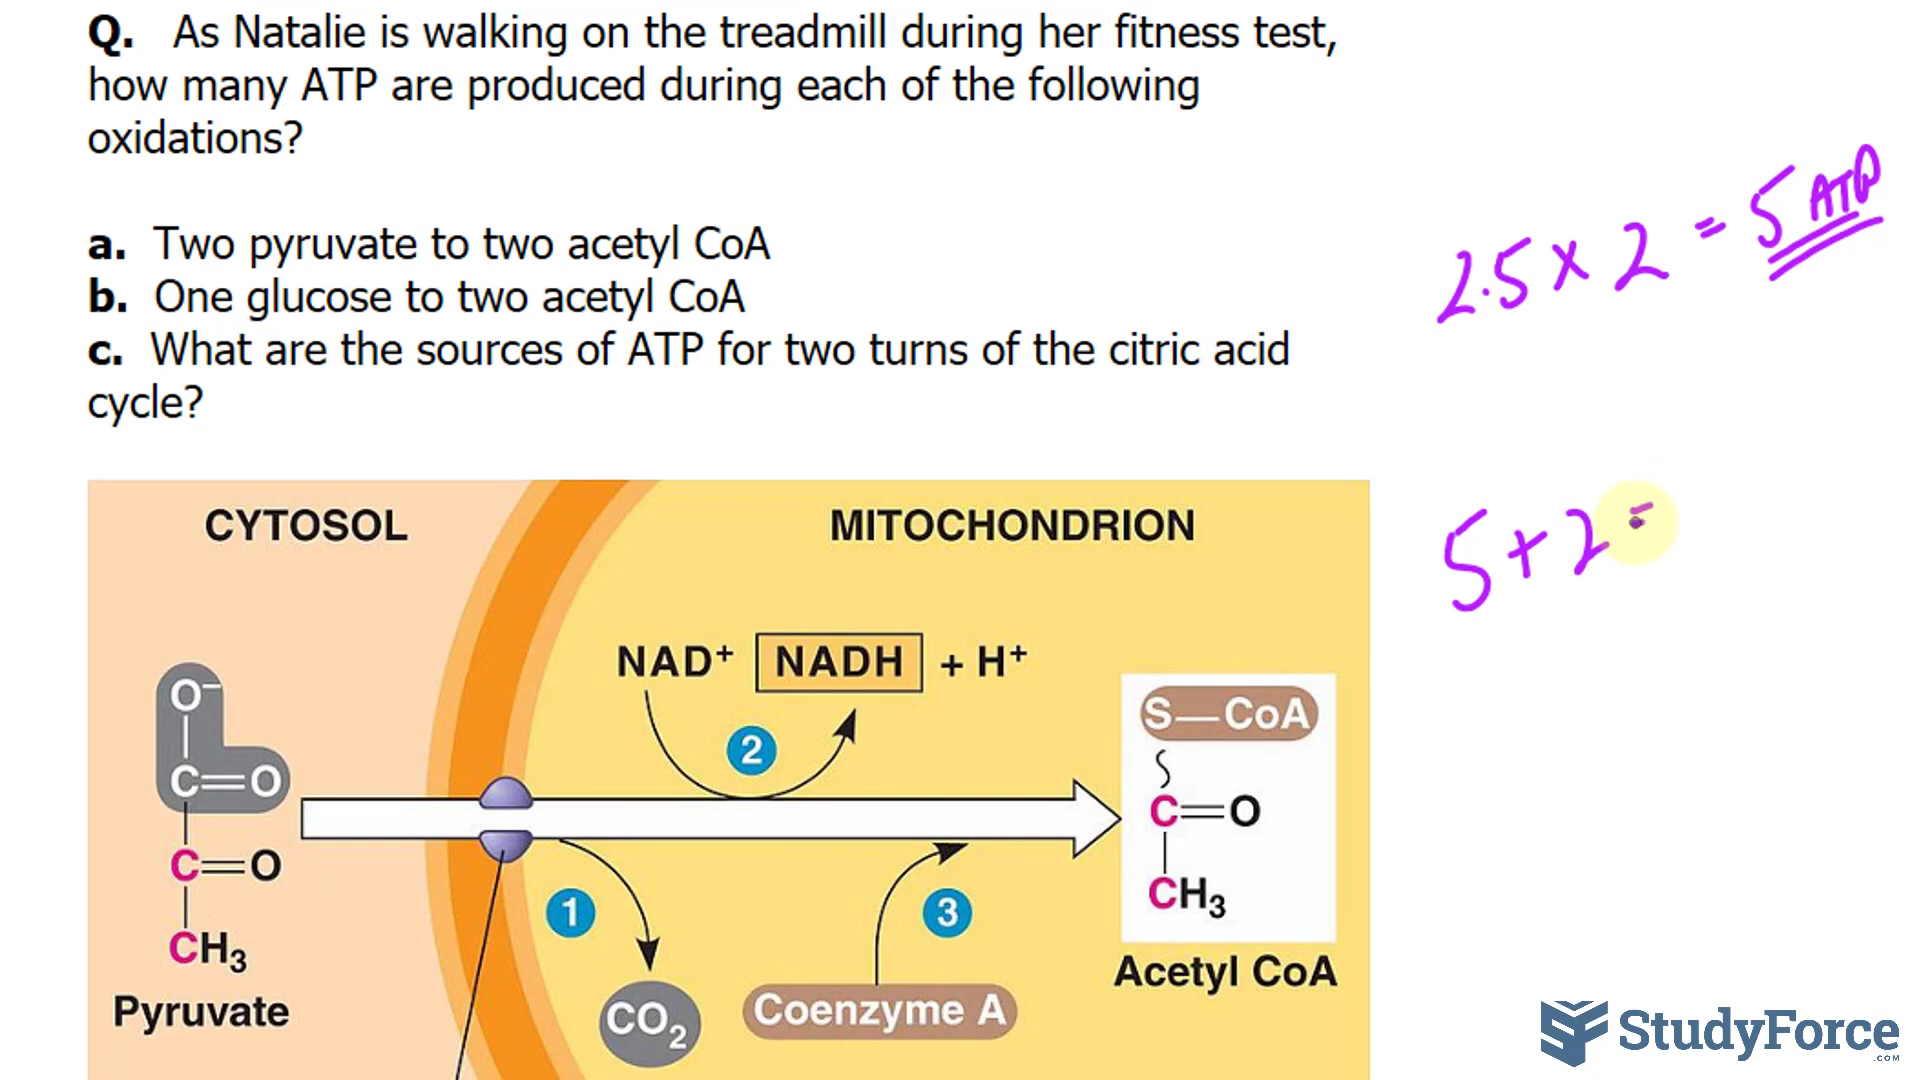 Q. As Natalie is walking on the treadmill during her fitness test,
how many ATP are produced during each of the following
oxidations?
a. Two pyruvate to two acetyl CoA
b. One glucose to two acetyl CoA
c. What are the sources of ATP for two turns of the citric acid
cycle?
2.5 x 2 = 5 ATP
5 + 2 =
CYTOSOL
MITOCHONDRION
NAD⁺ NADH + H⁺
O⁻
C=O
C=O
CH₃
Pyruvate
2
1
3
CO₂
Coenzyme A
S—CoA
C=O
CH₃
Acetyl CoA
StudyForce
.COM